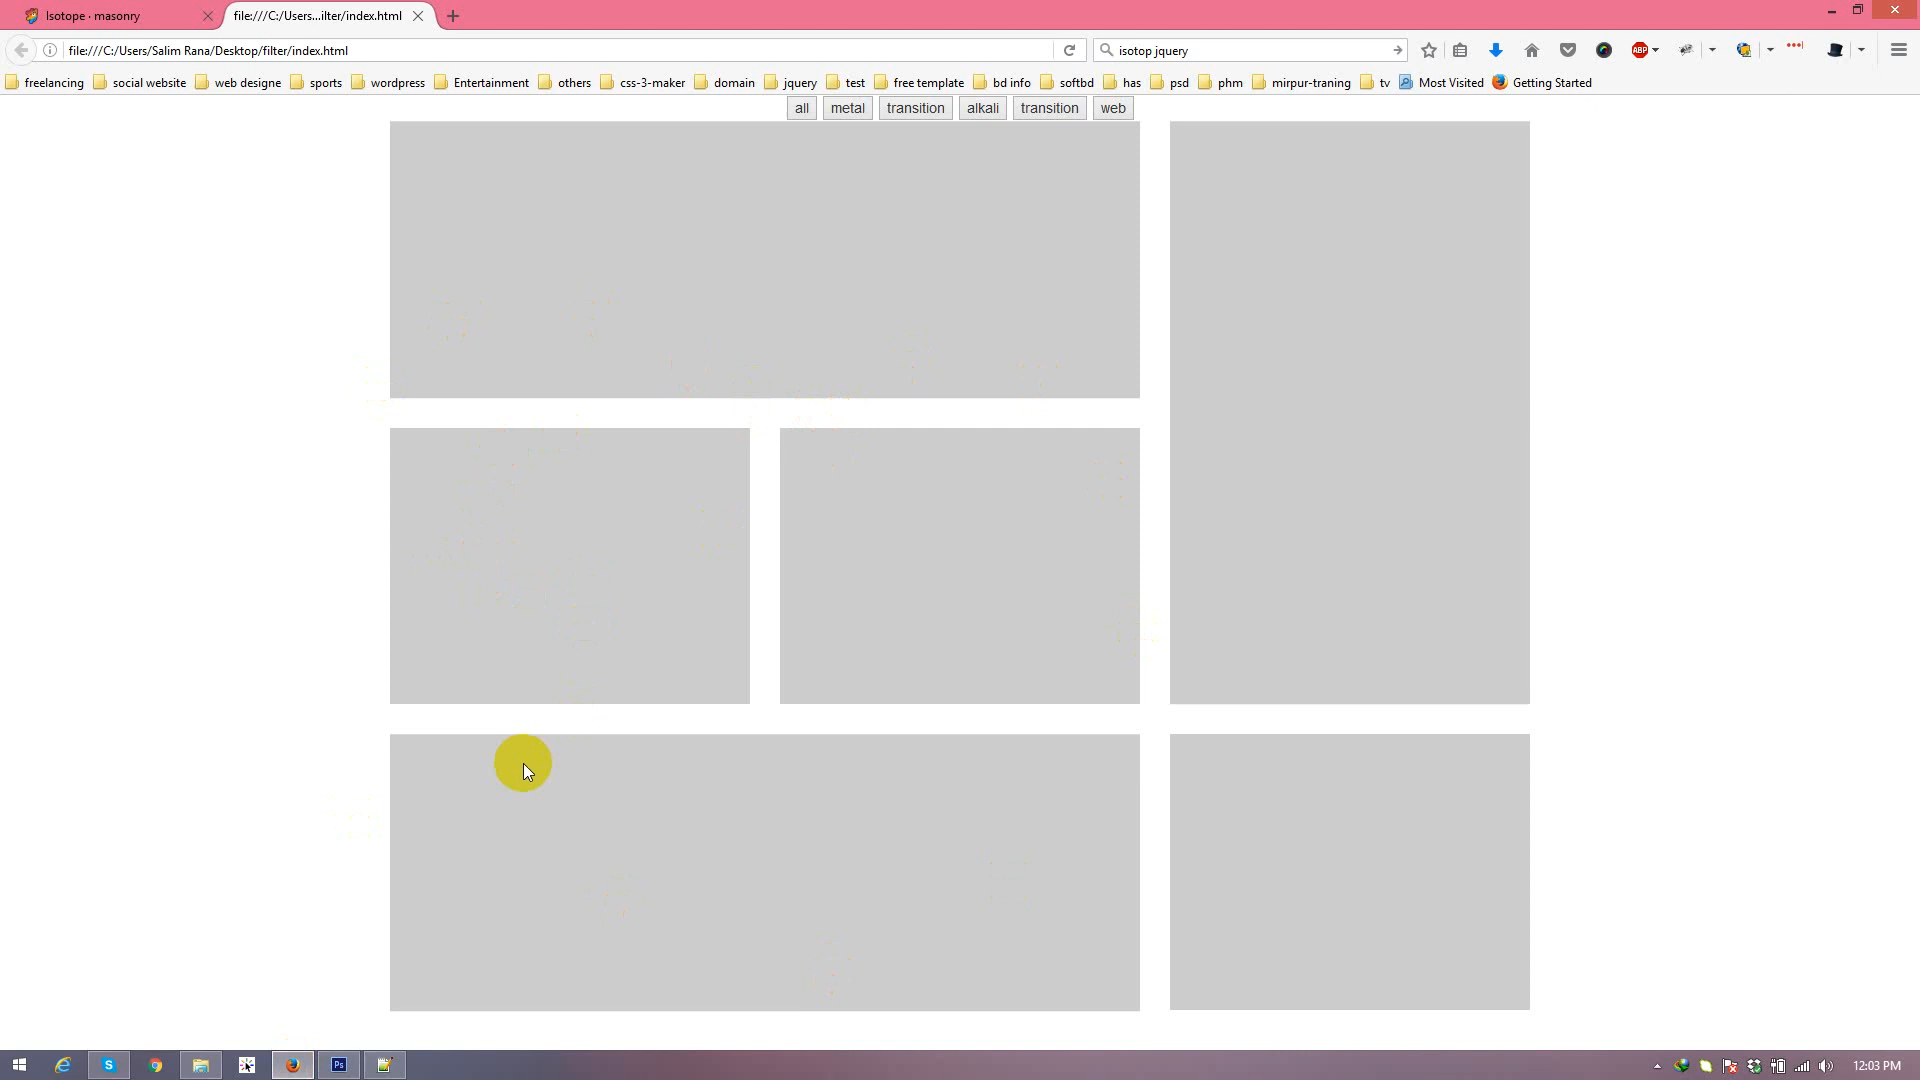 Isotope · masonry
file:///C:/Users...ilter/index.html
file:///C:/Users/Salim Rana/Desktop/filter/index.html
isotop jquery
ABP
freelancing social website web designe sports wordpress Entertainment others css-3-maker domain jquery test free template bd info softbd has psd phm mirpur-traning tv Most Visited Getting Started
all metal transition alkali transition web
Ps
12:03 PM